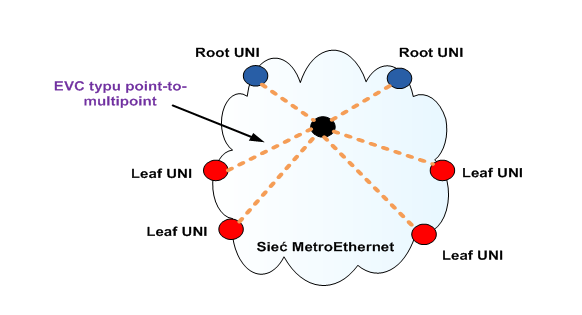 Root UNI
Root UNI
EVC typu point-to-
multipoint
Leaf UNI
Leaf UNI
Leaf UNI
Sieć MetroEthernet
Leaf UNI